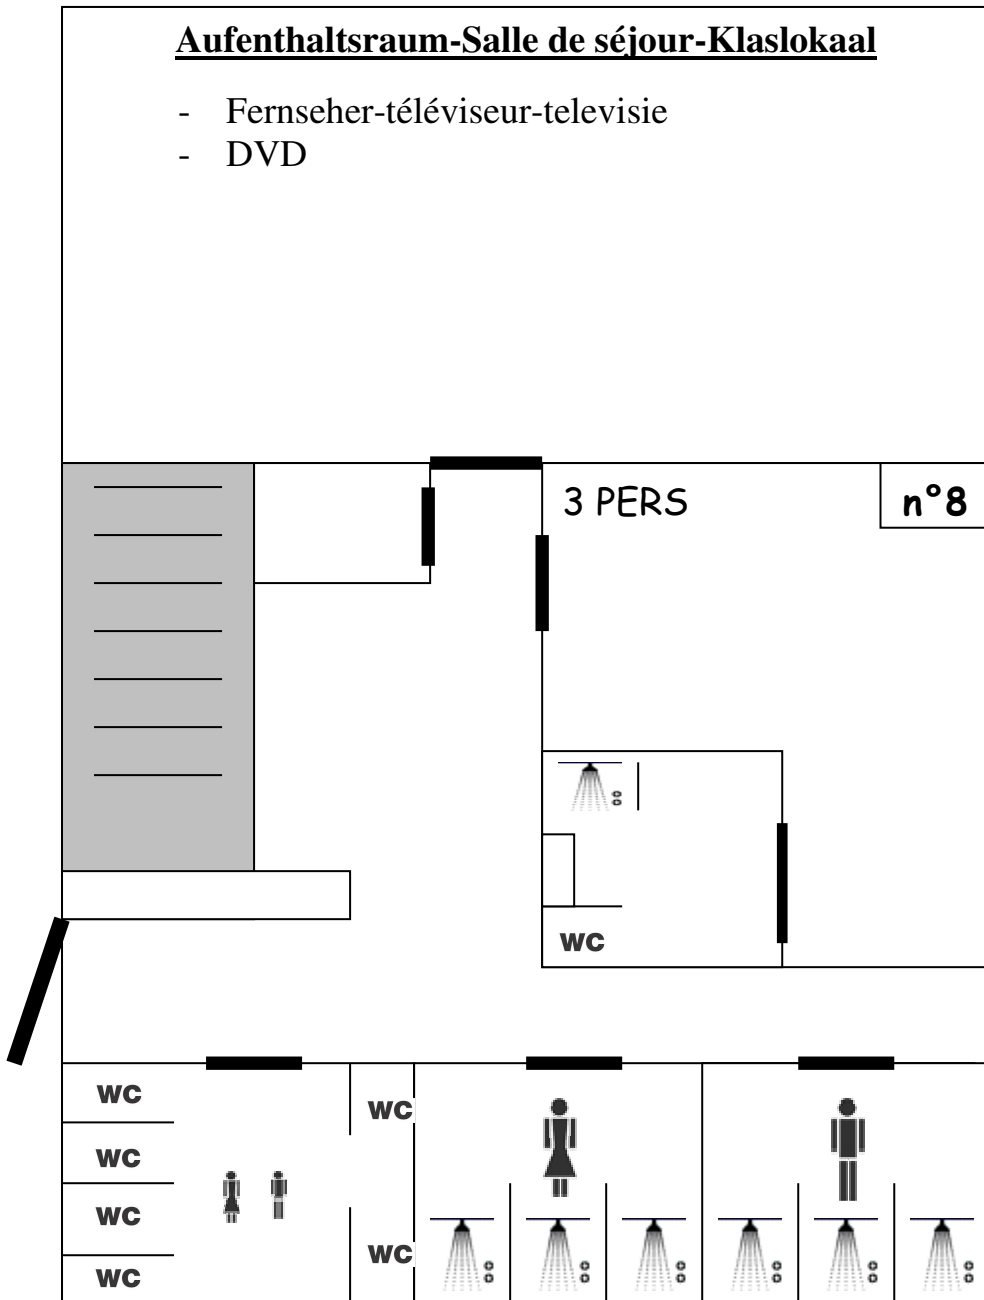 Aufenthaltsraum-Salle de séjour-Klaslokaal
- Fernseher-téléviseur-televisie
- DVD
3 PERS
n°8
WC
WC
WC
WC
WC
WC
WC